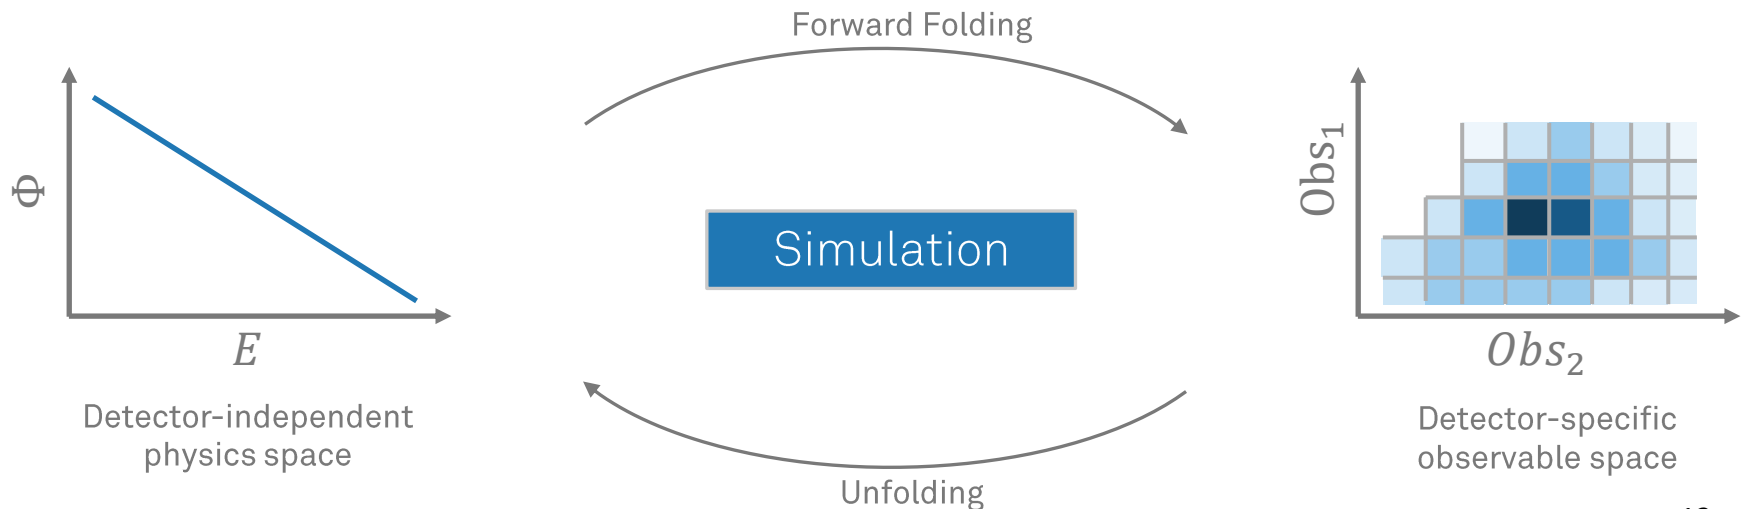 Forward Folding
Φ
E
Detector-independent
physics space
Simulation
Unfolding
Obs₁
Obs₂
Detector-specific
observable space